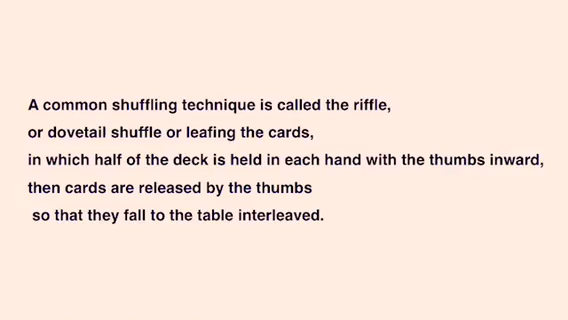 A common shuffling technique is called the riffle,
or dovetail shuffle or leafing the cards,
in which half of the deck is held in each hand with the thumbs inward,
then cards are released by the thumbs
so that they fall to the table interleaved.